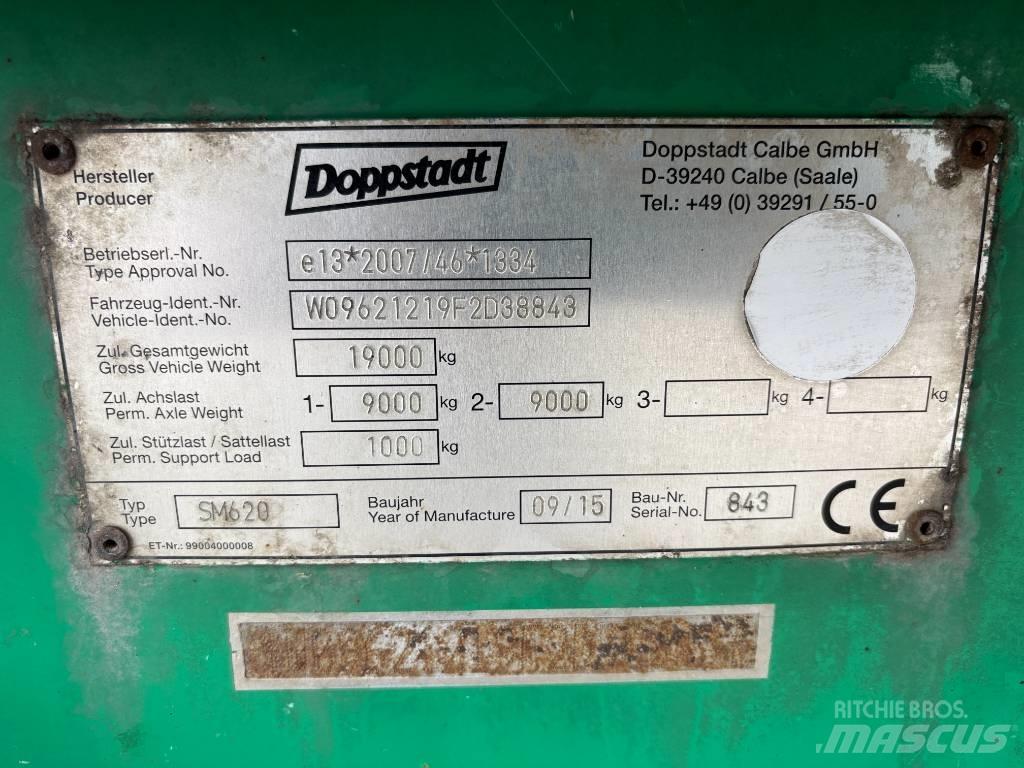 Hersteller
Producer
Doppstadt
Doppstadt Calbe GmbH
D-39240 Calbe (Saale)
Tel.: +49 (0) 39291 / 55-0
Betriebserl.-Nr.
Type Approval No.
e13*2007/46*1334
Fahrzeug-Ident.-Nr.
Vehicle-Ident.-No.
W09621219F2D38843
Zul. Gesamtgewicht
Gross Vehicle Weight
19000 kg
Zul. Achslast
Perm. Axle Weight
1- 9000 kg 2- 9000 kg 3- kg 4- kg
Zul. Stützlast / Sattellast
Perm. Support Load
1000 kg
Typ
Type
SM620
Baujahr
Year of Manufacture
09/15
Bau-Nr.
Serial-No.
843
CE
ET-Nr.: 99004000008
RITCHIE BROS.
MASCUS